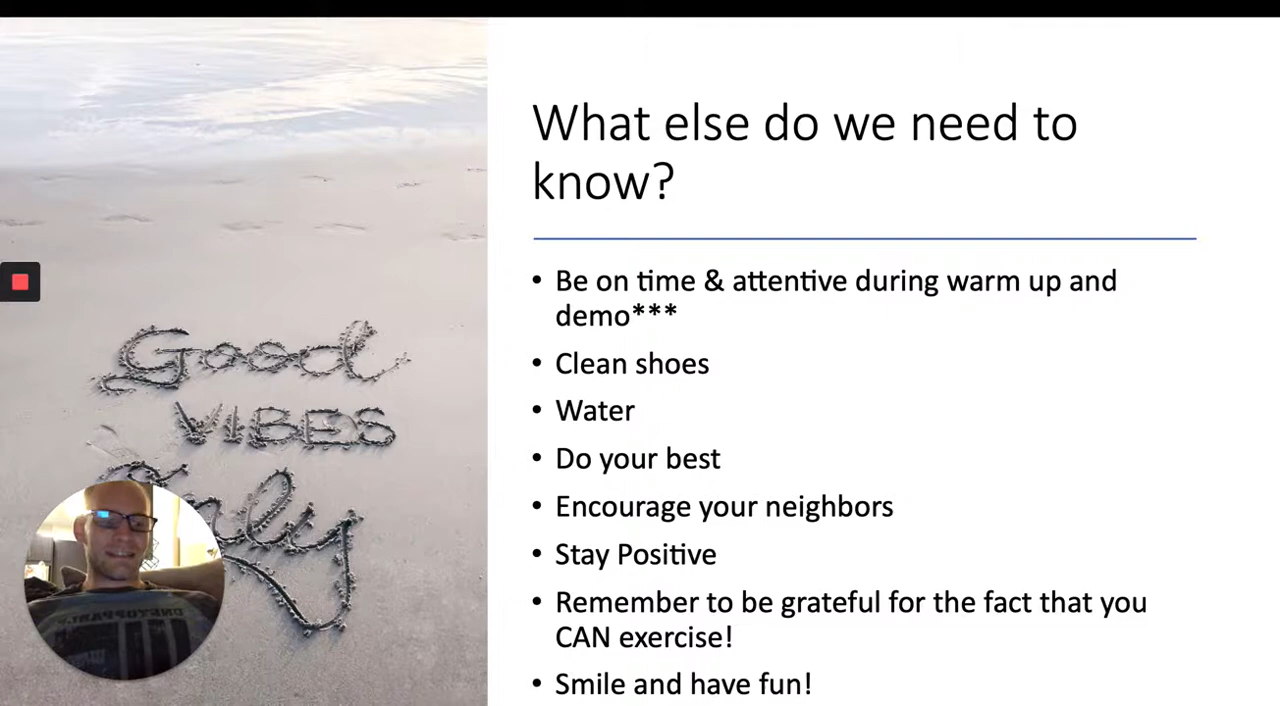 What else do we need to
know?
• Be on time & attentive during warm up and
demo***
• Clean shoes
• Water
• Do your best
• Encourage your neighbors
• Stay Positive
• Remember to be grateful for the fact that you
CAN exercise!
• Smile and have fun!
Good
VIBES
Only